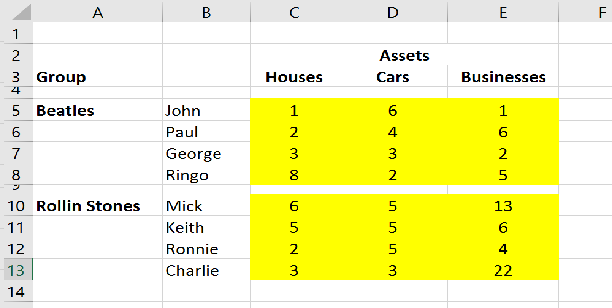 A B C D E F
1
2 Assets
3 Group Houses Cars Businesses
4
5 Beatles John 1 6 1
6 Paul 2 4 6
7 George 3 3 2
8 Ringo 8 2 5
9
10 Rollin Stones Mick 6 5 13
11 Keith 5 5 6
12 Ronnie 2 5 4
13 Charlie 3 3 22
14